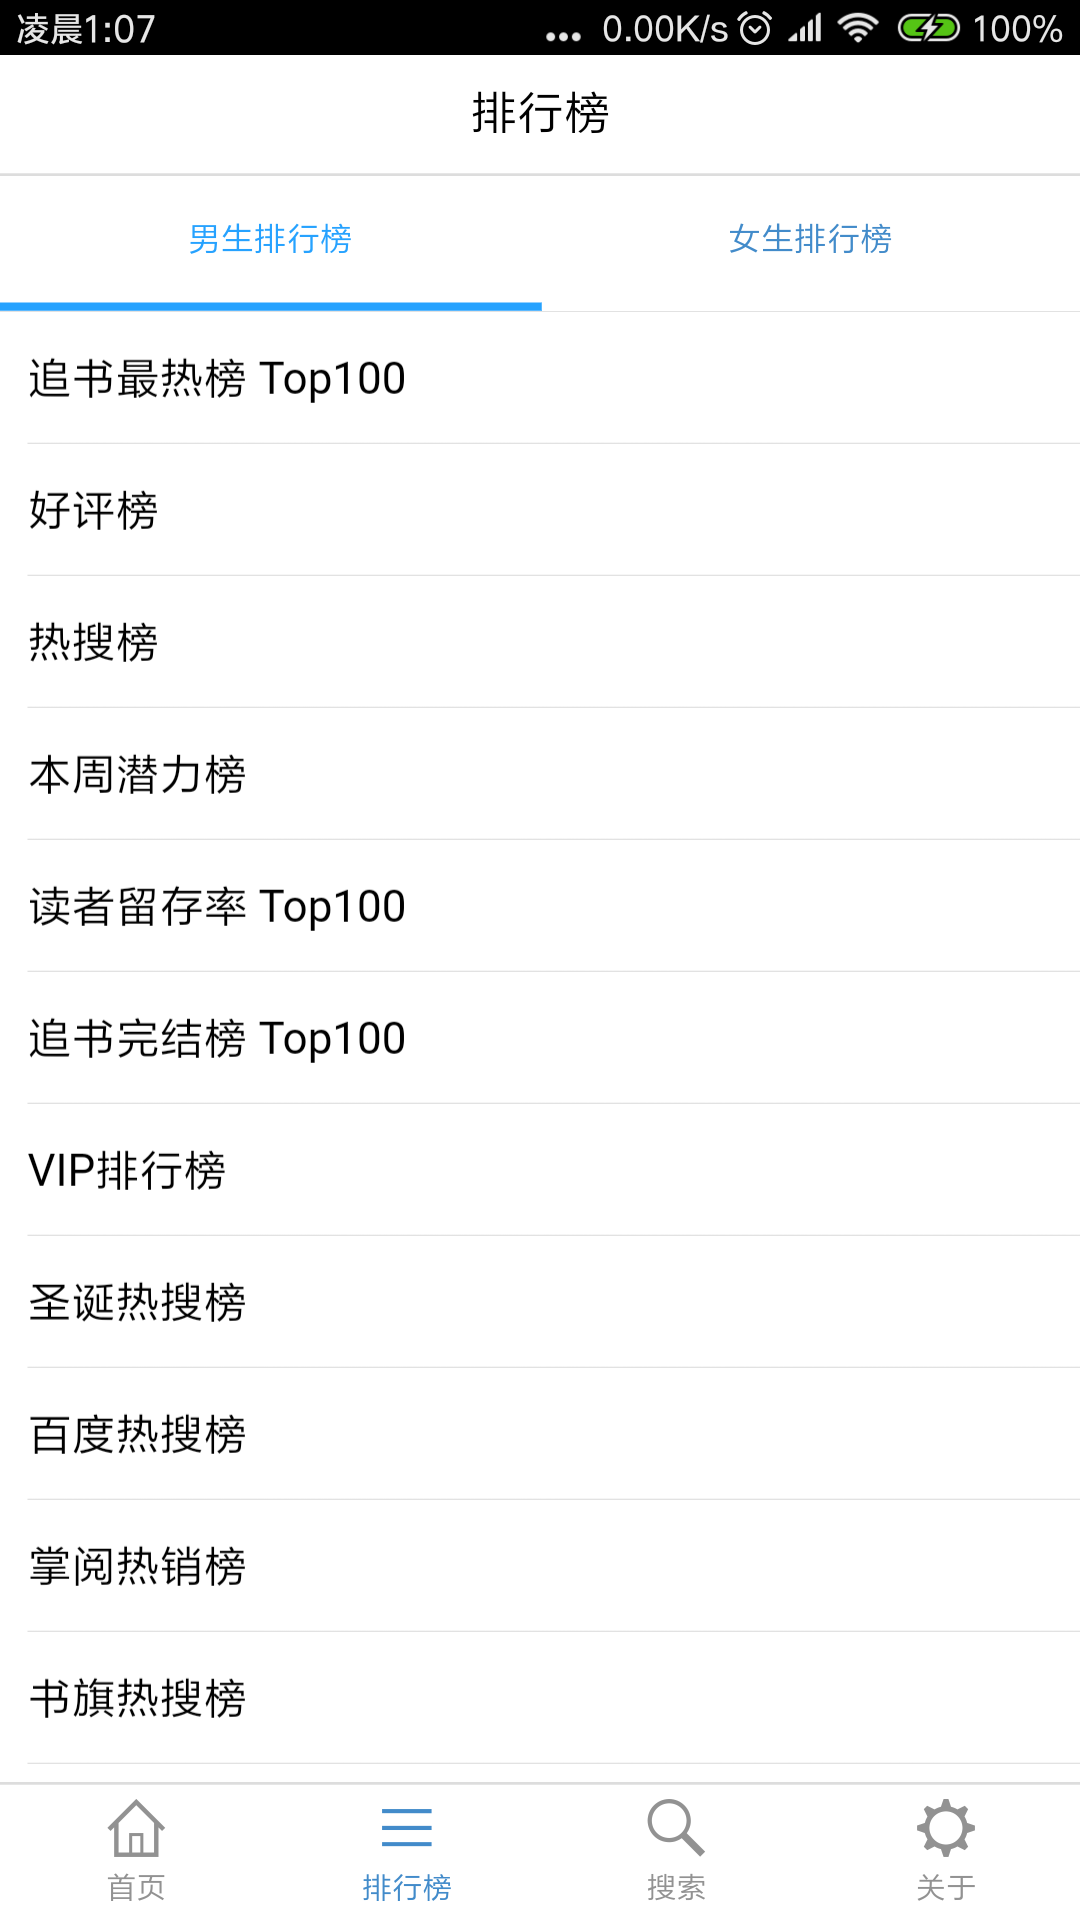 凌晨1:07 ... 0.00K/s 100%
排行榜
男生排行榜 女生排行榜
追书最热榜 Top100
好评榜
热搜榜
本周潜力榜
读者留存率 Top100
追书完结榜 Top100
VIP排行榜
圣诞热搜榜
百度热搜榜
掌阅热销榜
书旗热搜榜
首页 排行榜 搜索 关于